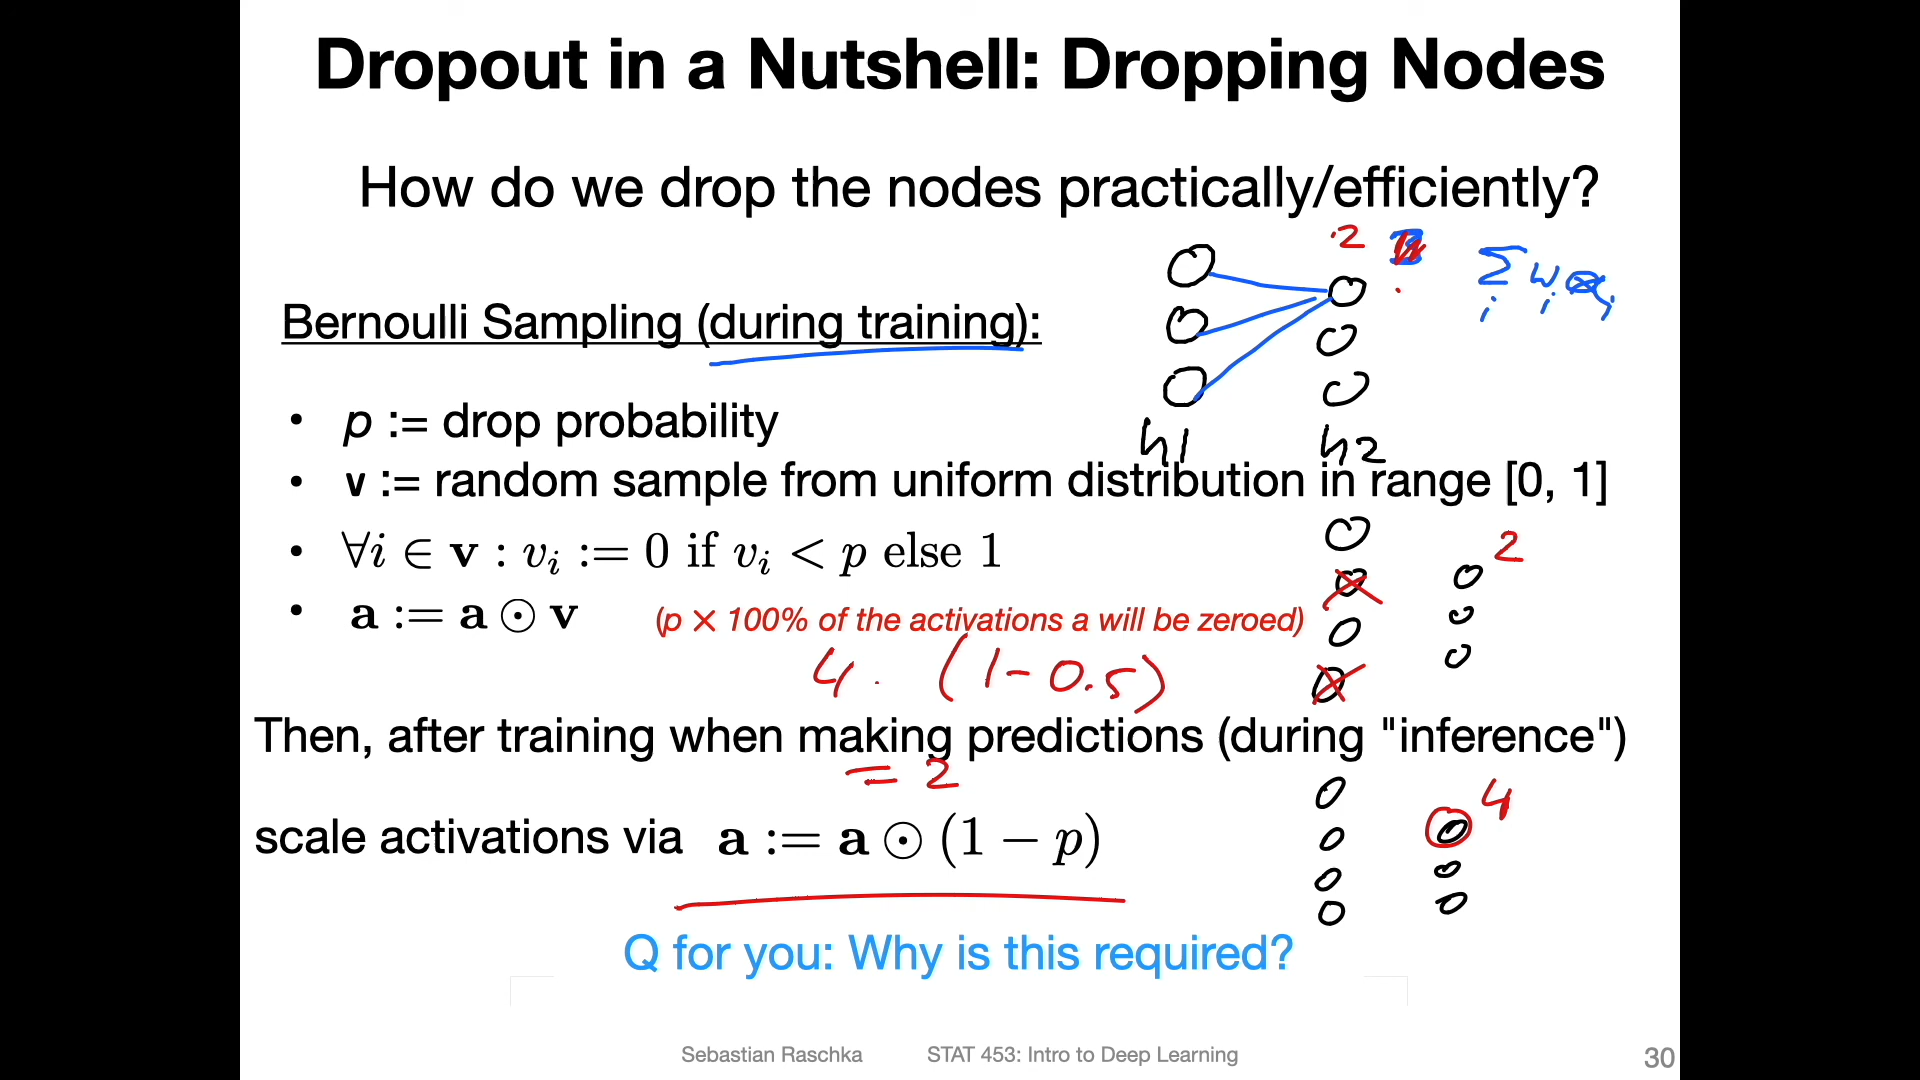 Dropout in a Nutshell: Dropping Nodes
How do we drop the nodes practically/efficiently?
2
Σ
i
w
i
Bernoulli Sampling (during training):
h1
h2
• p := drop probability
• v := random sample from uniform distribution in range [0, 1]
• ∀i ∈ v : vᵢ := 0 if vᵢ < p else 1
2
• a := a ⊙ v (p × 100% of the activations a will be zeroed)
4 · (1 - 0.5)
Then, after training when making predictions (during "inference")
= 2
4
scale activations via a := a ⊙ (1 − p)
Q for you: Why is this required?
Sebastian Raschka STAT 453: Intro to Deep Learning 30